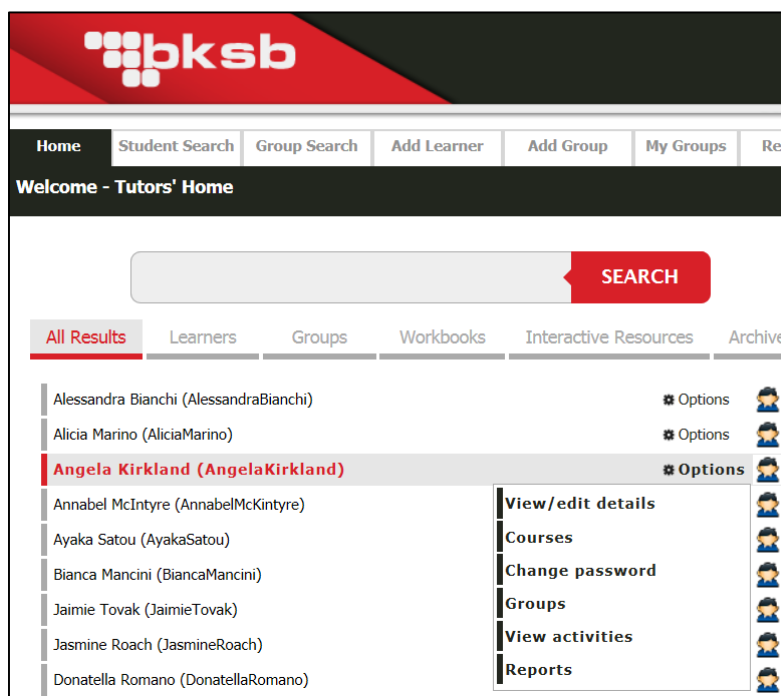 bksb
Home Student Search Group Search Add Learner Add Group My Groups Re
Welcome - Tutors' Home
SEARCH
All Results Learners Groups Workbooks Interactive Resources Archive
Alessandra Bianchi (AlessandraBianchi) Options
Alicia Marino (AliciaMarino) Options
Angela Kirkland (AngelaKirkland) Options
Annabel McIntyre (AnnabelMcKintyre) View/edit details
Ayaka Satou (AyakaSatou) Courses
Bianca Mancini (BiancaMancini) Change password
Jaimie Tovak (JaimieTovak) Groups
Jasmine Roach (JasmineRoach) View activities
Donatella Romano (DonatellaRomano) Reports